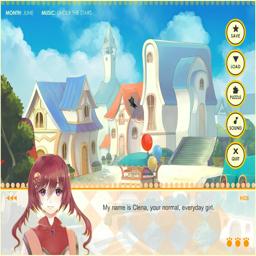 MONTH: JUNE MUSIC: UNDER THE STARS
SAVE
LOAD
PUZZLE
SOUND
QUIT
HIDE
My name is Clena, your normal, everyday girl.